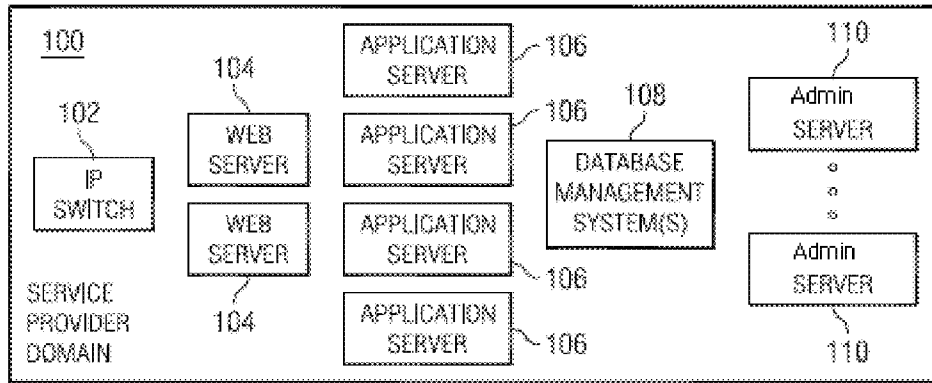 100
102
IP
SWITCH
SERVICE
PROVIDER
DOMAIN
104
WEB
SERVER
WEB
SERVER
104
APPLICATION
SERVER
106
APPLICATION
SERVER
106
APPLICATION
SERVER
106
APPLICATION
SERVER
106
108
DATABASE
MANAGEMENT
SYSTEM(S)
110
Admin
SERVER
Admin
SERVER
110